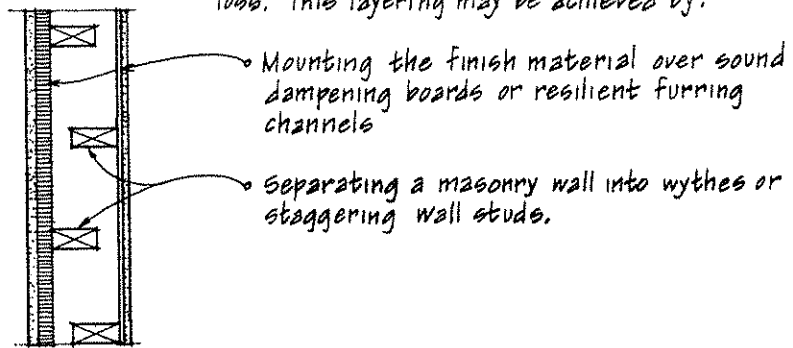 loss. This layering may be achieved by:
Mounting the finish material over sound
dampening boards or resilient furring
channels
Separating a masonry wall into wythes or
staggering wall studs.